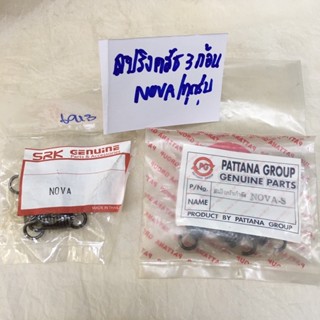 สปริงครัช 3 ก้อน
NOVA/ทุกรุ่น
SRK GENUINE
NOVA
PATTANA GROUP
GENUINE PARTS
P/No.
NAME
NOVA-S
PRODUCT BY PATTANA GROUP